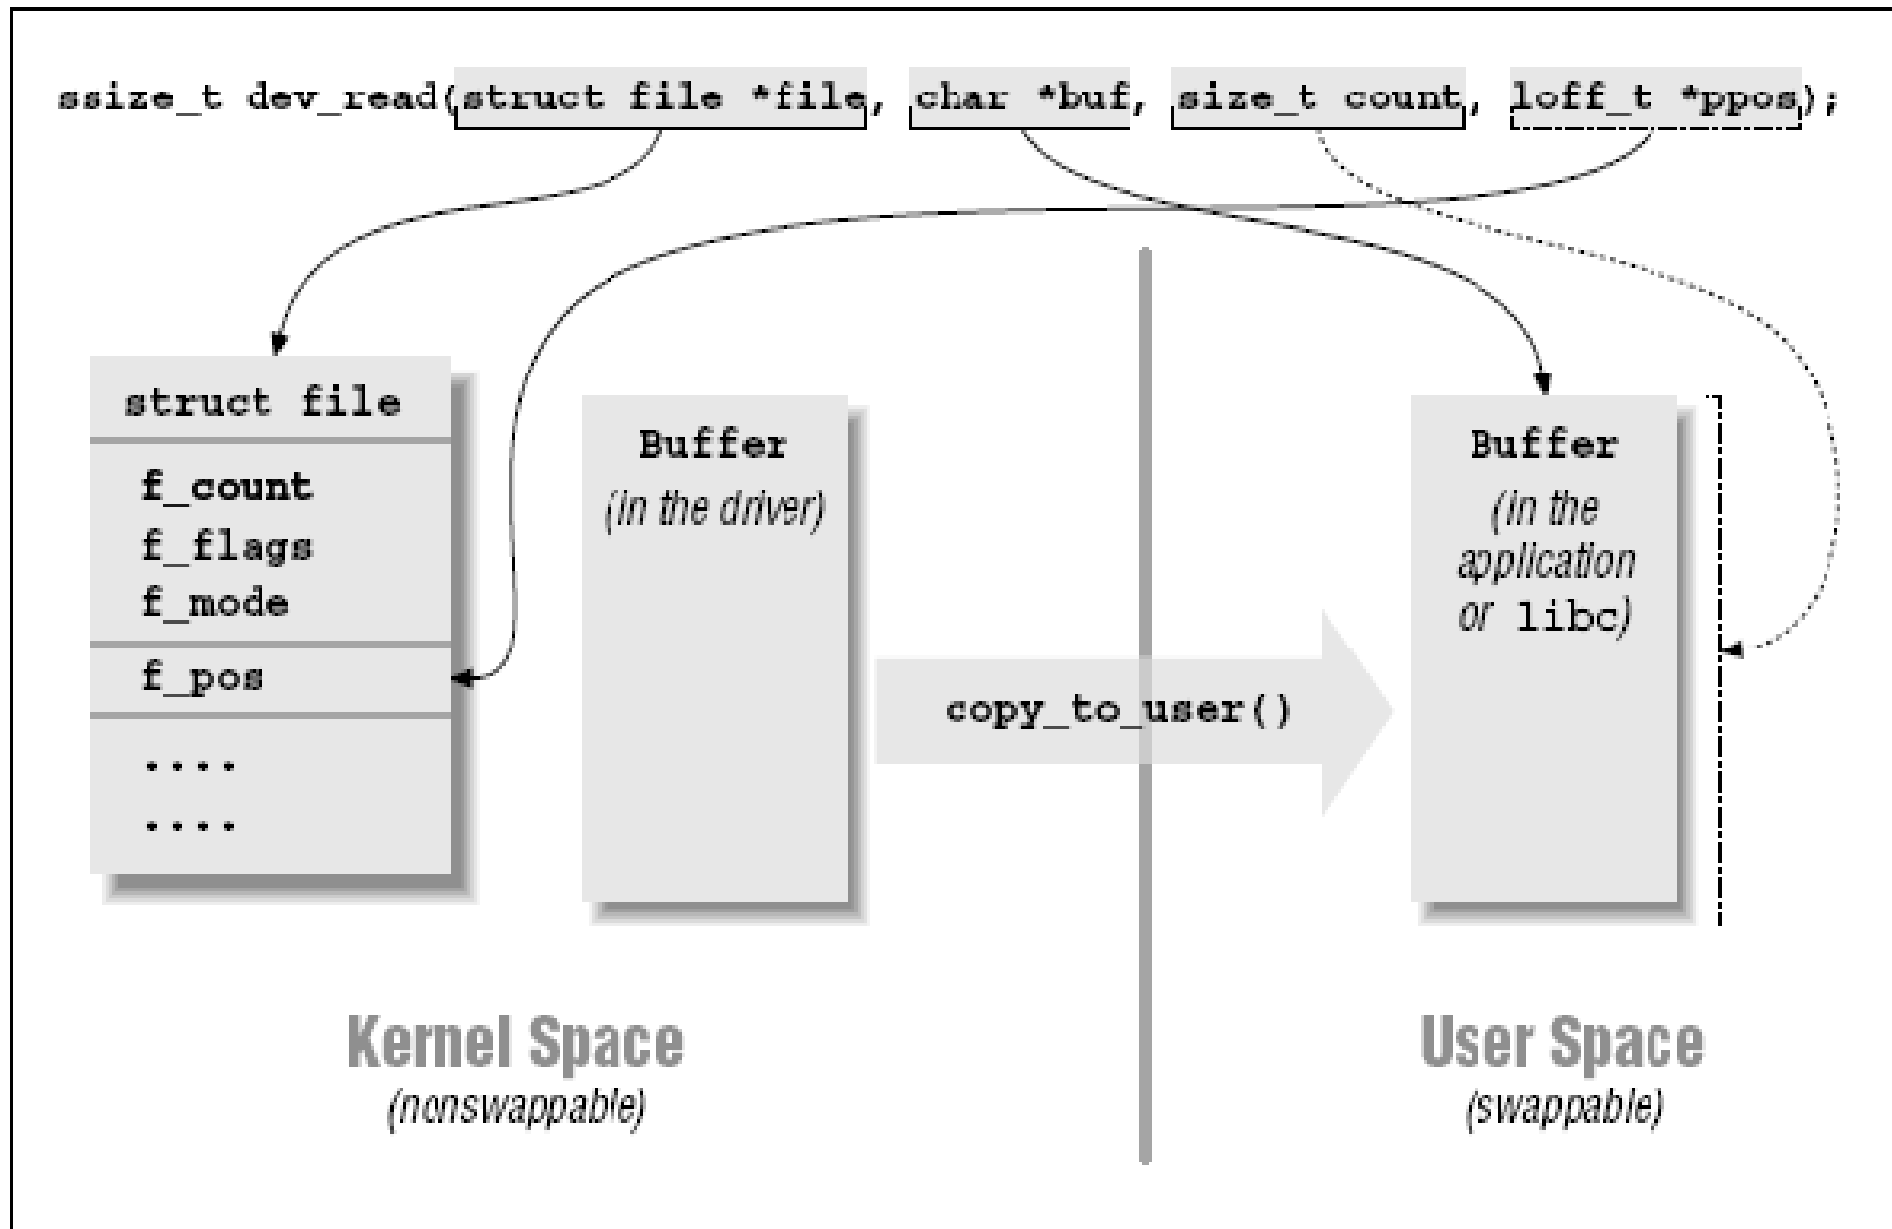 ssize_t dev_read(struct file *file, char *buf, size_t count, loff_t *ppos);
struct file
f_count
f_flags
f_mode
f_pos
....
....
Buffer
(in the driver)
copy_to_user()
Buffer
(in the
application
or libc)
Kernel Space
(nonswappable)
User Space
(swappable)